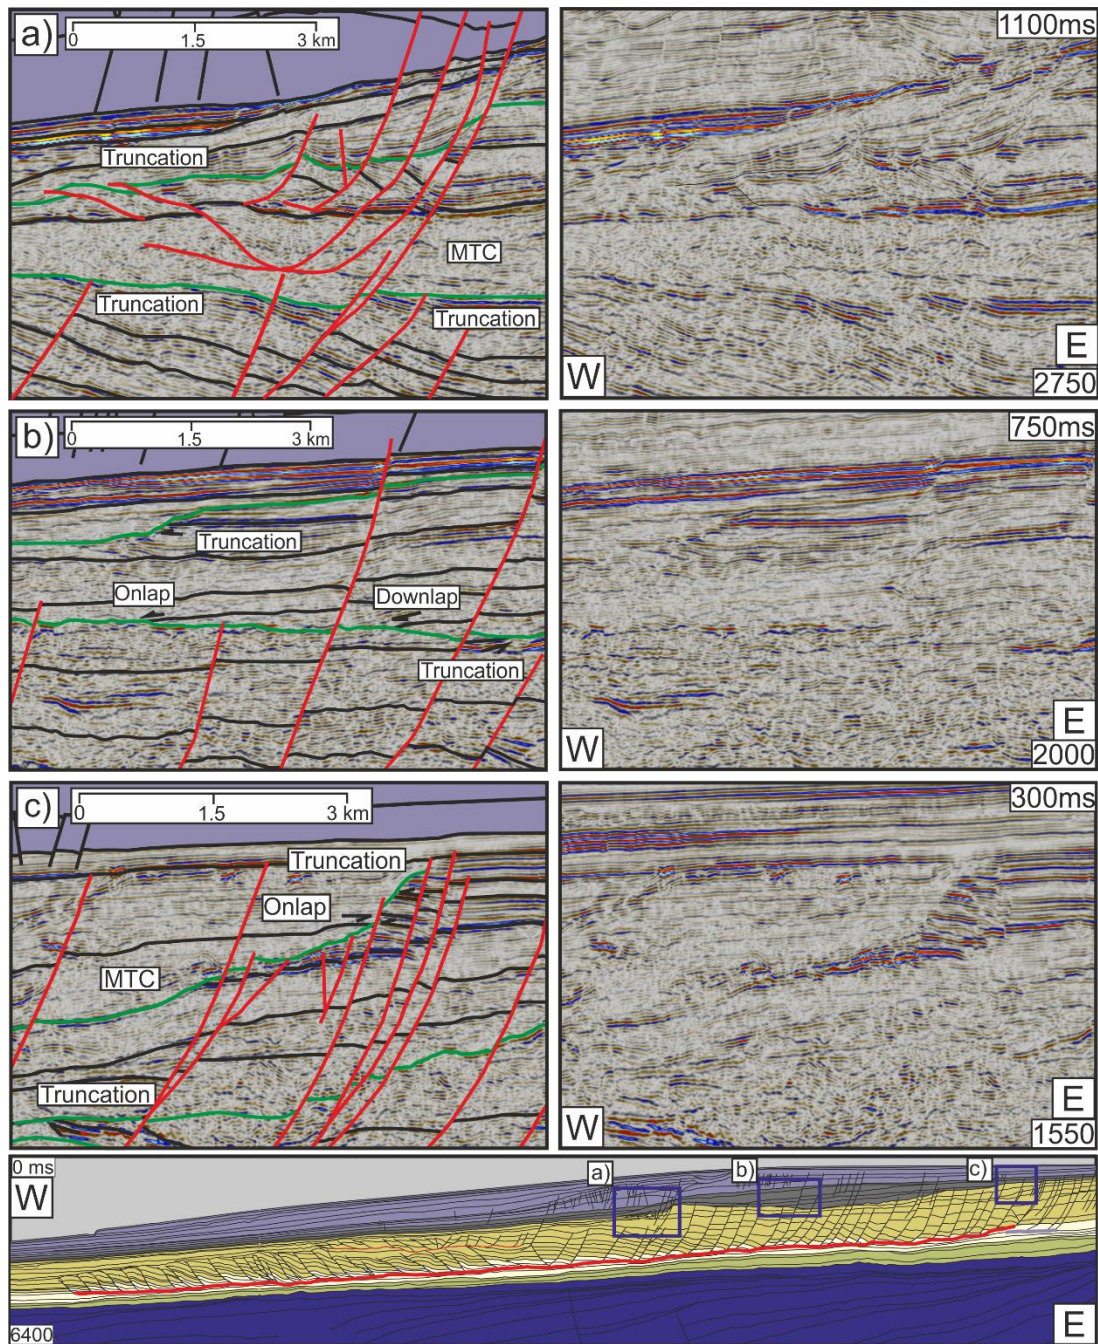 a)
0 1.5 3 km
1100ms
Truncation
MTC
Truncation
Truncation
W
E
2750
b)
0 1.5 3 km
750ms
Truncation
Onlap
Downlap
Truncation
W
E
2000
c)
0 1.5 3 km
300ms
Truncation
Onlap
MTC
Truncation
W
E
1550
0 ms
W
a)
b)
c)
6400
E